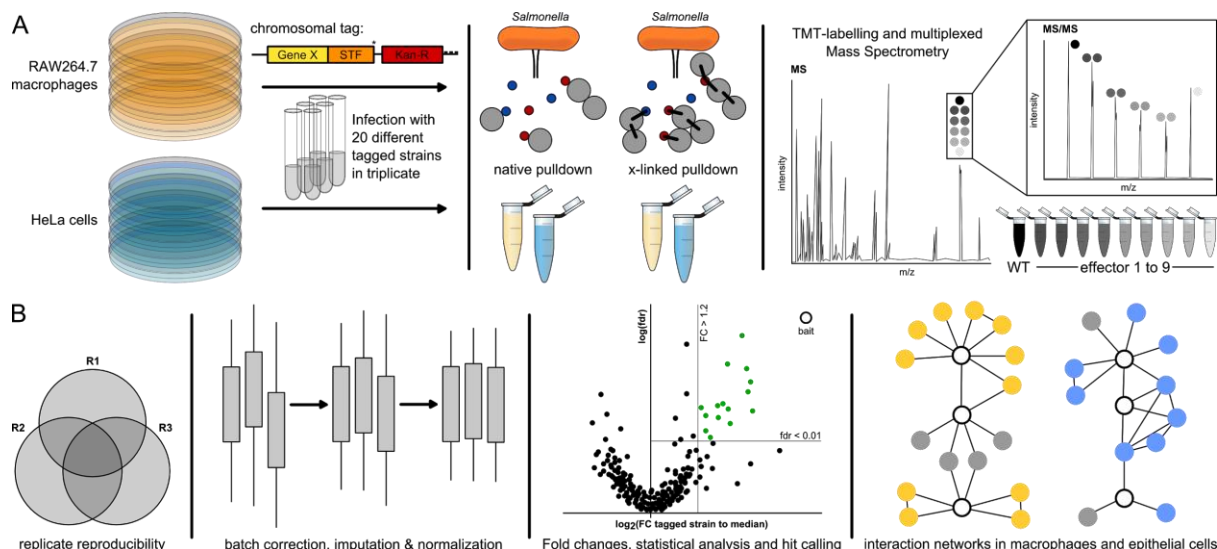 A
RAW264.7
macrophages
HeLa cells
chromosomal tag:
*
Gene X
STF
Kan R.
Infection with
20 different
tagged strains
in triplicate
Salmonella
Salmonella
native pulldown
x-linked pulldown
TMT-labelling and multiplexed
Mass Spectrometry
MS
intensity
m/z
MS/MS
intensity
m/z
WT
effector 1 to 9
B
R1
R2
R3
replicate reproducibility
batch correction, imputation & normalization
log(fdr)
FC > 1.2
bait
fdr < 0.01
log2(FC tagged strain to median)
Fold changes, statistical analysis and hit calling
interaction networks in macrophages and epithelial cells